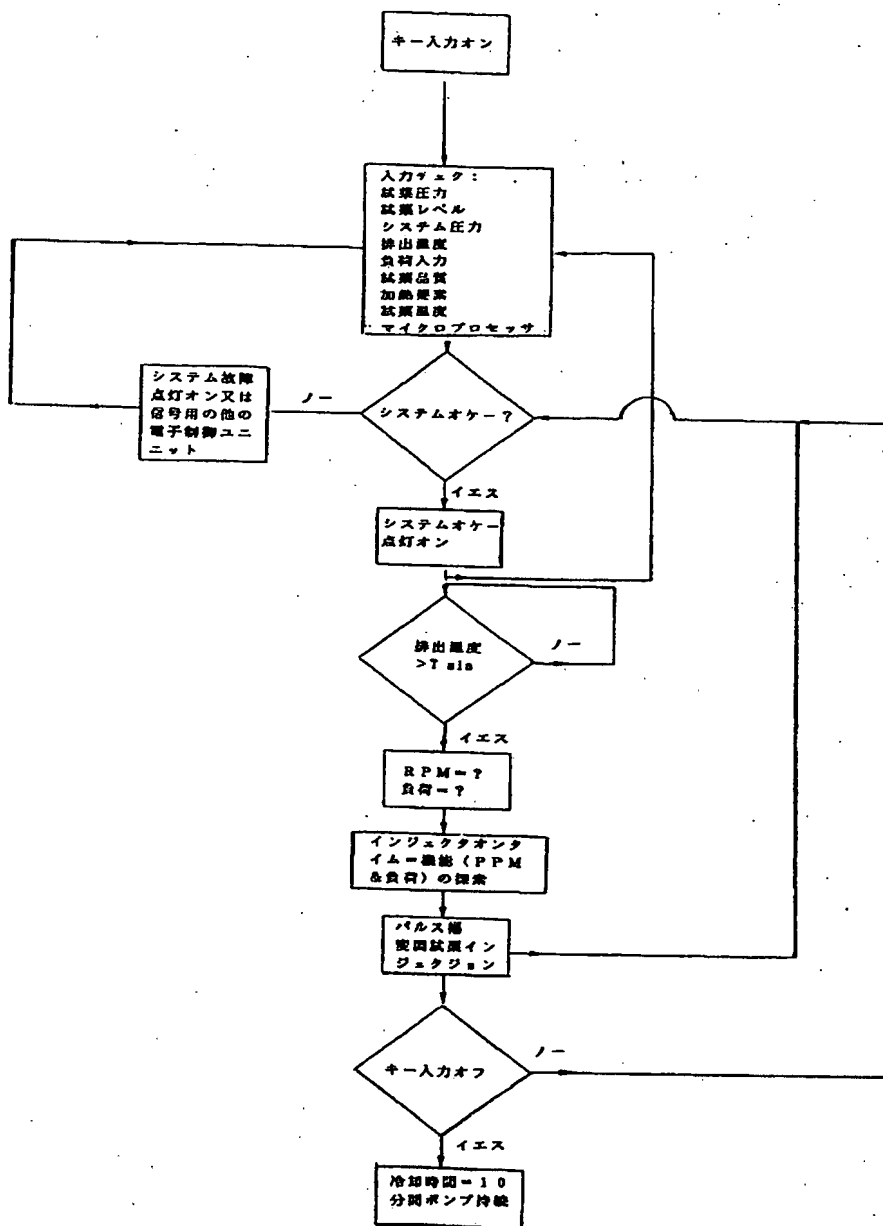 キー入力オン
入力チェク:
試薬圧力
試薬レベル
システム圧力
排出温度
負荷入力
試薬品質
加熱要素
試薬温度
マイクロプロセッサ
システム故障
点灯オン又は
信号用の他の
電子制御ユニ
ニット
ノー
システムオケー?
イエス
システムオケー
点灯オン
排出温度
>T min
ノー
イエス
RPM=?
負荷=?
インジェクタオンタ
イムー機能(PPM
&負荷)の探索
パルス幅
変調試薬イン
ジェクジョン
キー入力オフ
ノー
イエス
冷却時間=10
分間ポンプ持続